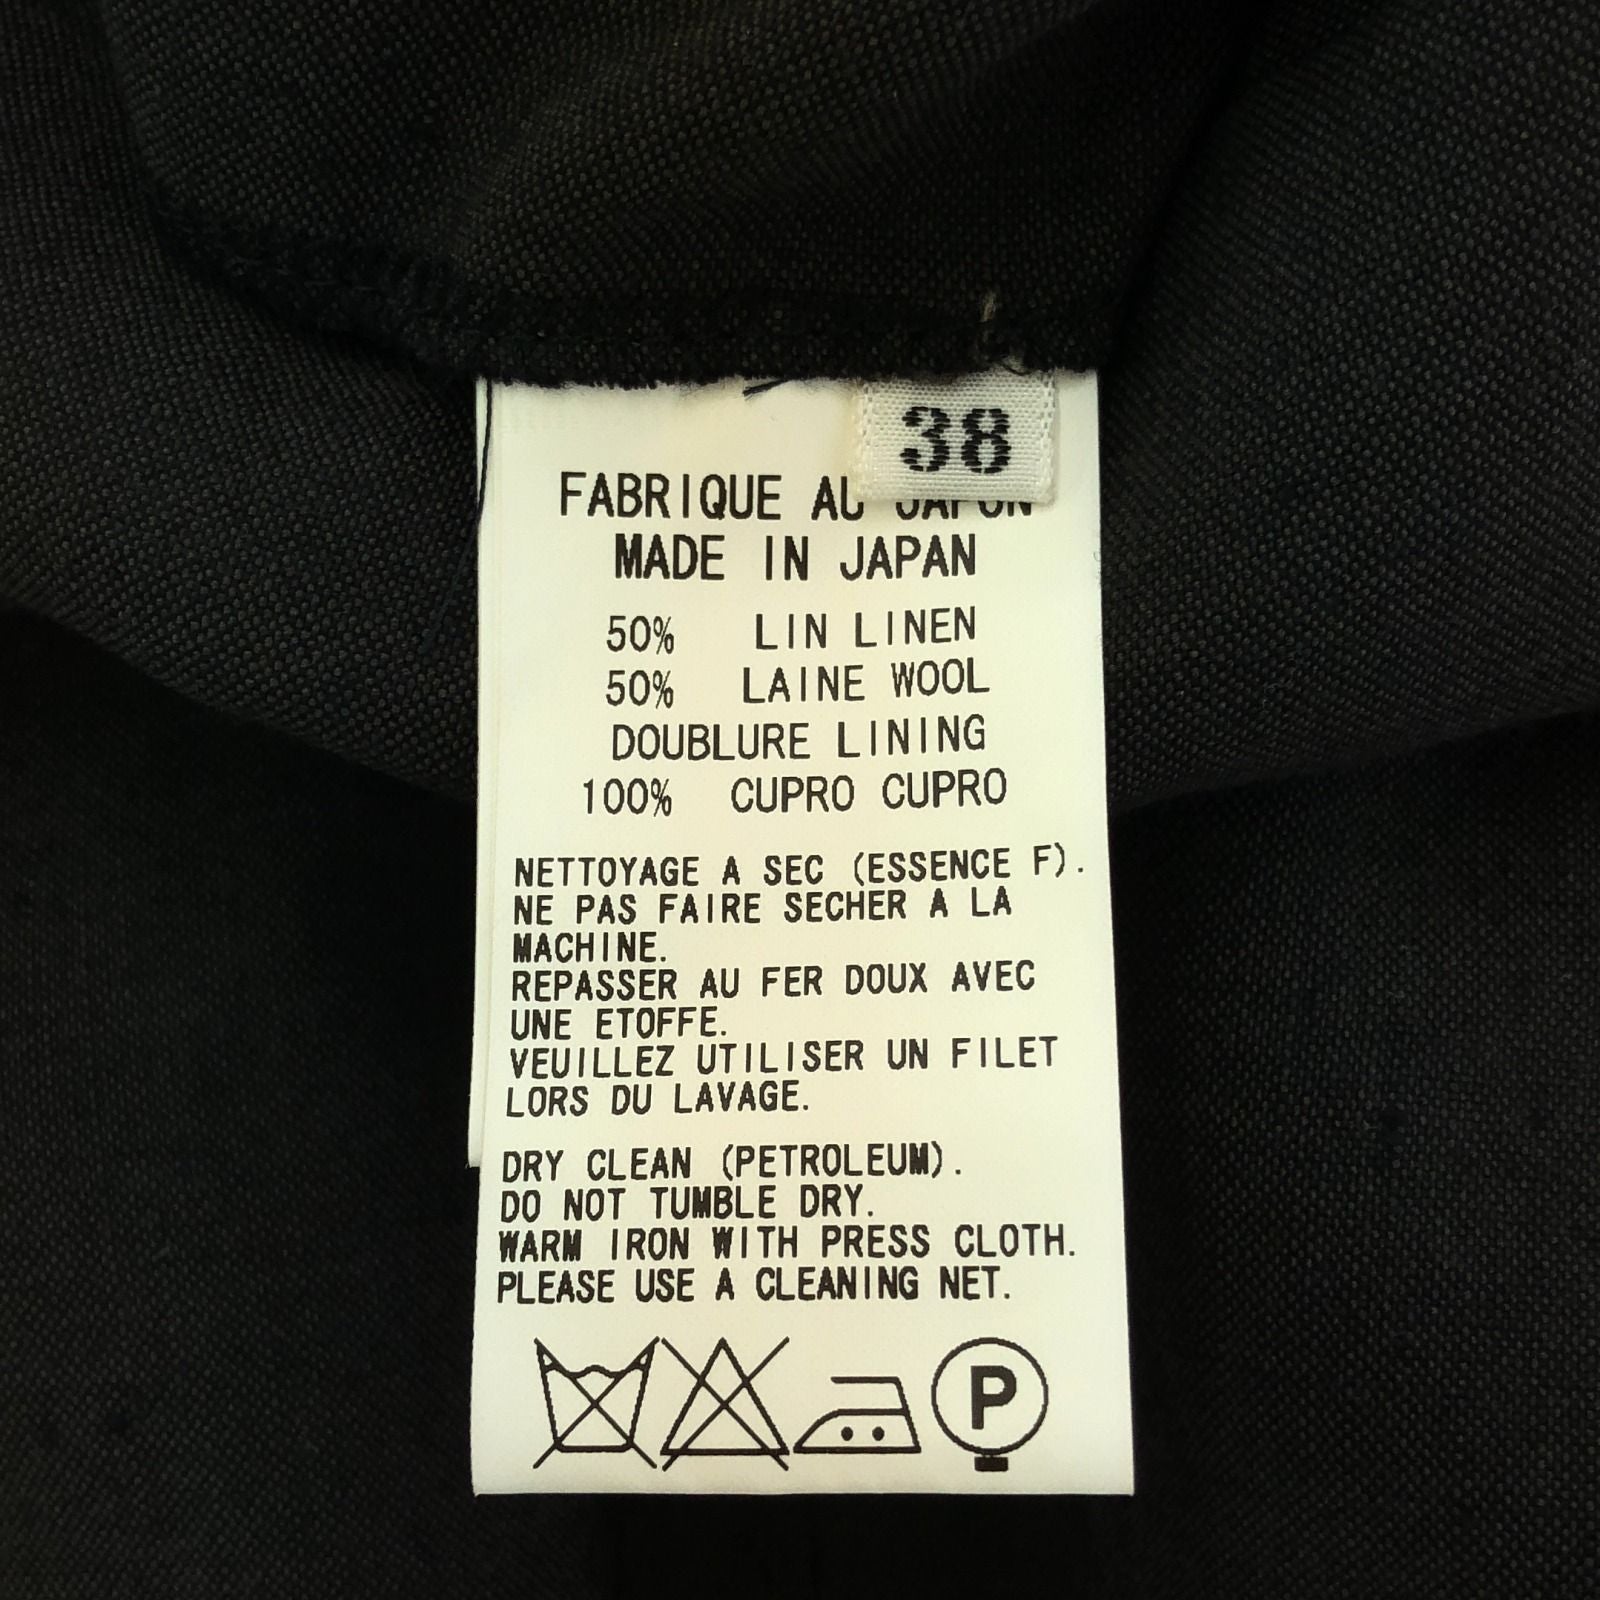 38
FABRIQUE AU JAPON
MADE IN JAPAN
50% LIN LINEN
50% LAINE WOOL
DOUBLURE LINING
100% CUPRO CUPRO
NETTOYAGE A SEC (ESSENCE F).
NE PAS FAIRE SECHER A LA
MACHINE.
REPASSER AU FER DOUX AVEC
UNE ETOFFE.
VEUILLEZ UTILISER UN FILET
LORS DU LAVAGE.
DRY CLEAN (PETROLEUM).
DO NOT TUMBLE DRY.
WARM IRON WITH PRESS CLOTH.
PLEASE USE A CLEANING NET.
P